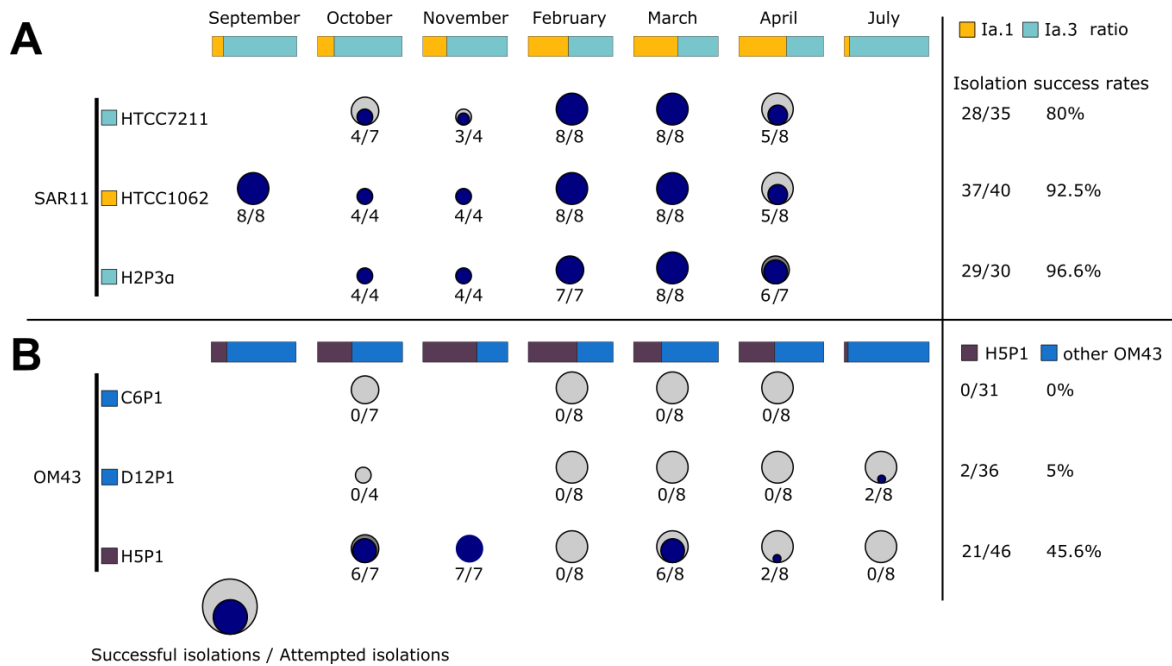 A
September October November February March April July
Ia.1 Ia.3 ratio
Isolation success rates
HTCC7211
4/7 3/4 8/8 8/8 5/8
28/35 80%
SAR11
HTCC1062
8/8 4/4 4/4 8/8 8/8 5/8
37/40 92.5%
H2P3α
4/4 4/4 7/7 8/8 6/7
29/30 96.6%
B
H5P1 other OM43
C6P1
0/7 0/8 0/8 0/8
0/31 0%
OM43
D12P1
0/4 0/8 0/8 0/8 2/8
2/36 5%
H5P1
6/7 7/7 0/8 6/8 2/8 0/8
21/46 45.6%
Successful isolations / Attempted isolations